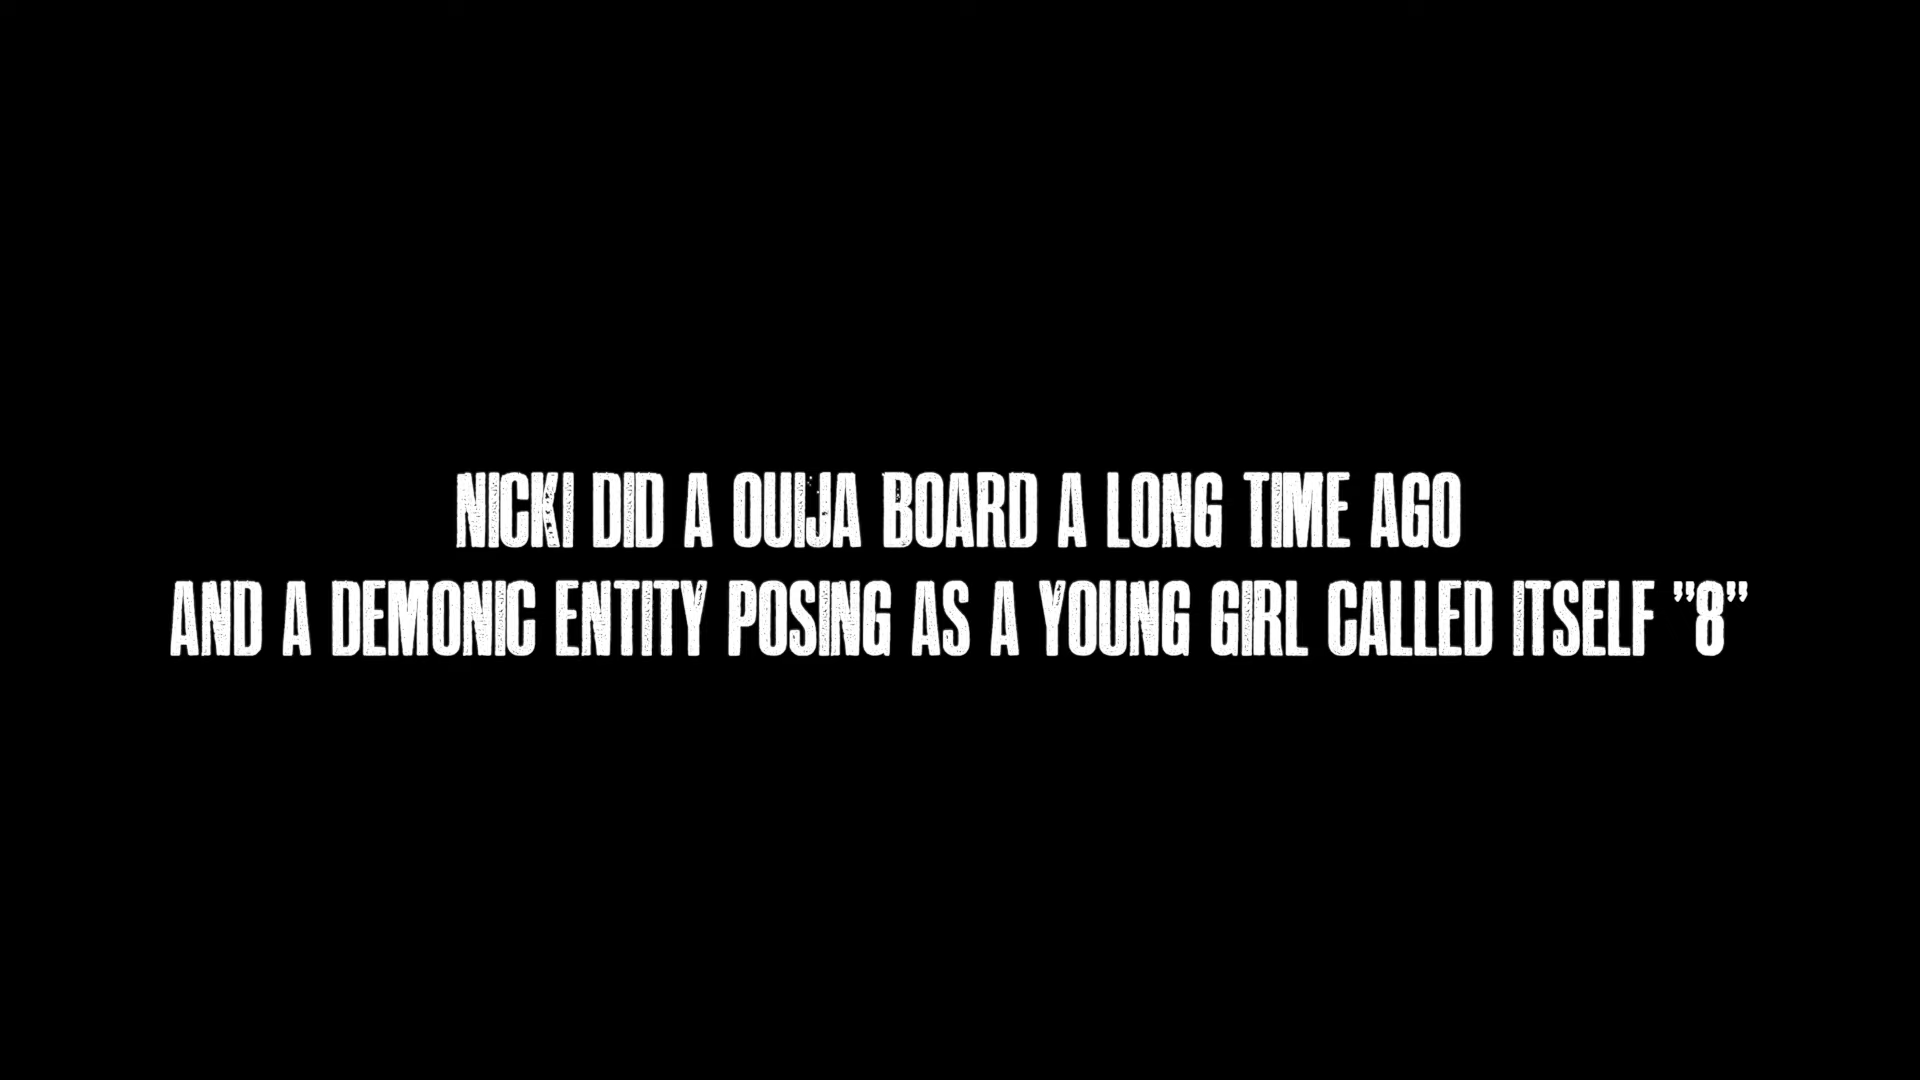 NICKI DID A OUIJA BOARD A LONG TIME AGO
AND A DEMONIC ENTITY POSING AS A YOUNG GIRL CALLED ITSELF "8"